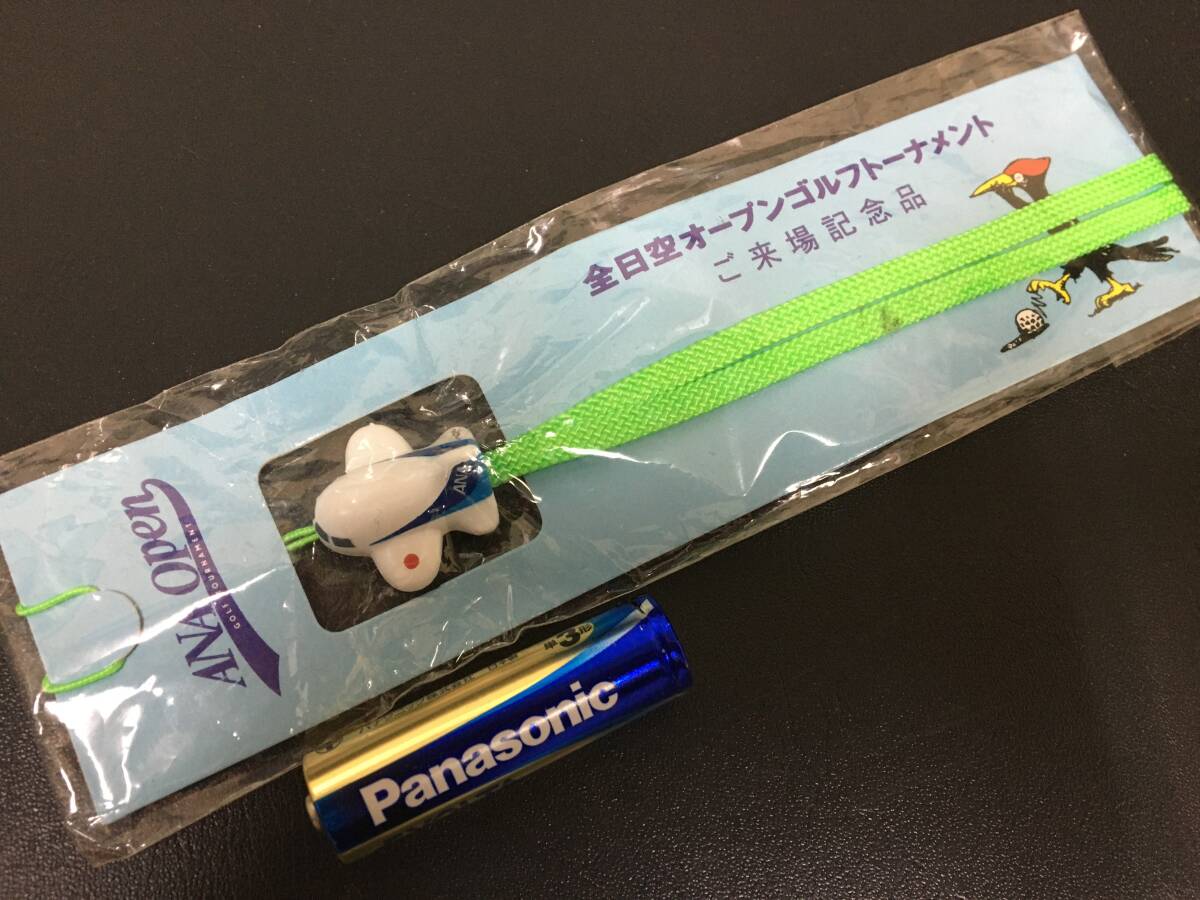 全日空オープンゴルフトーナメント
ご来場記念品
ANA Open
GOLF TOURNAMENT
ANA
Panasonic
単3形